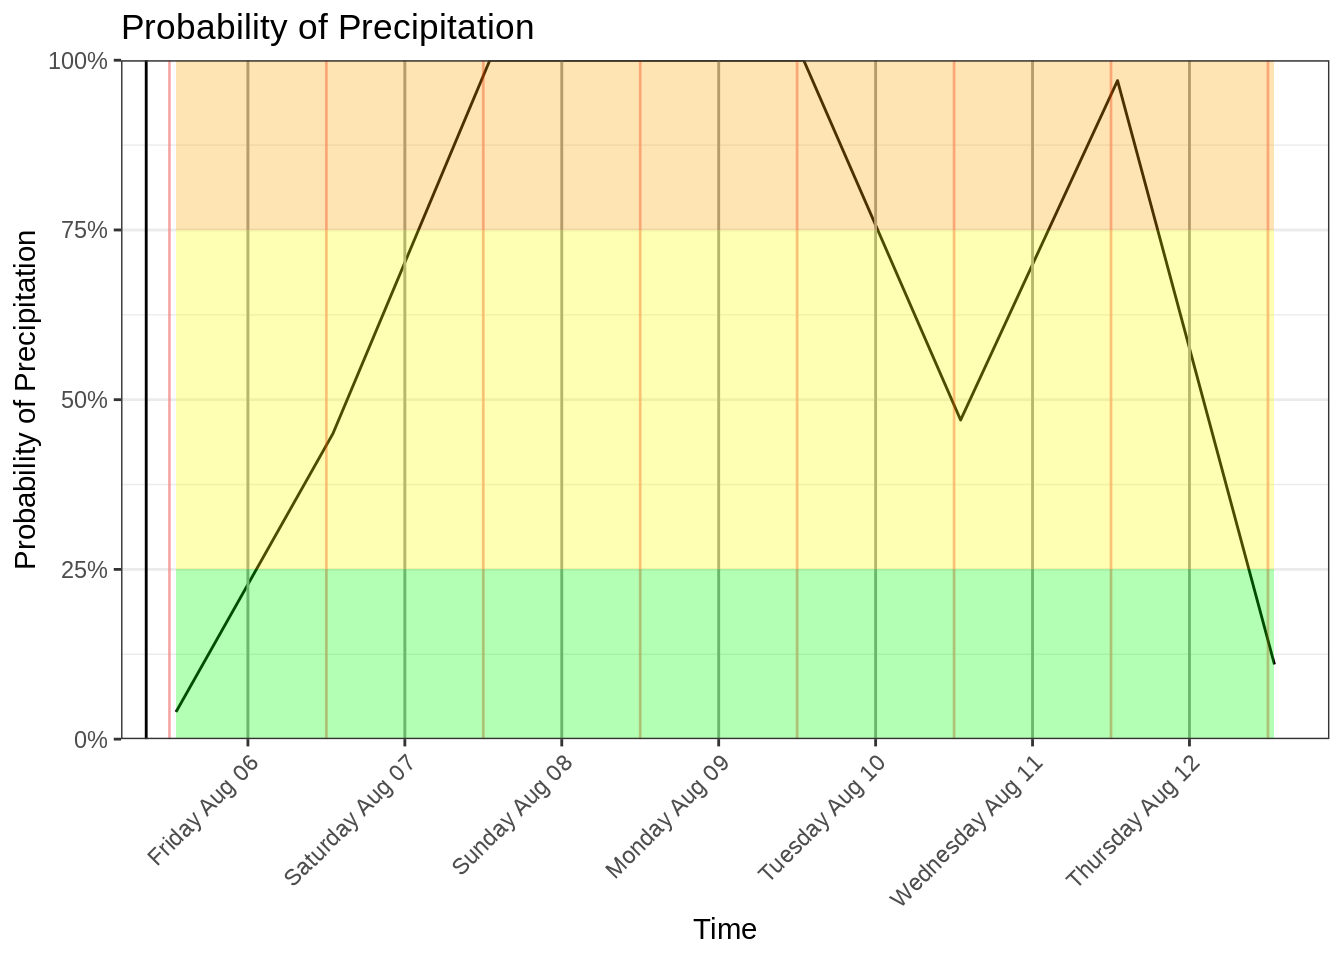 Probability of Precipitation
100%
75%
50%
25%
0%
Probability of Precipitation
Friday Aug 06
Saturday Aug 07
Sunday Aug 08
Monday Aug 09
Tuesday Aug 10
Wednesday Aug 11
Thursday Aug 12
Time